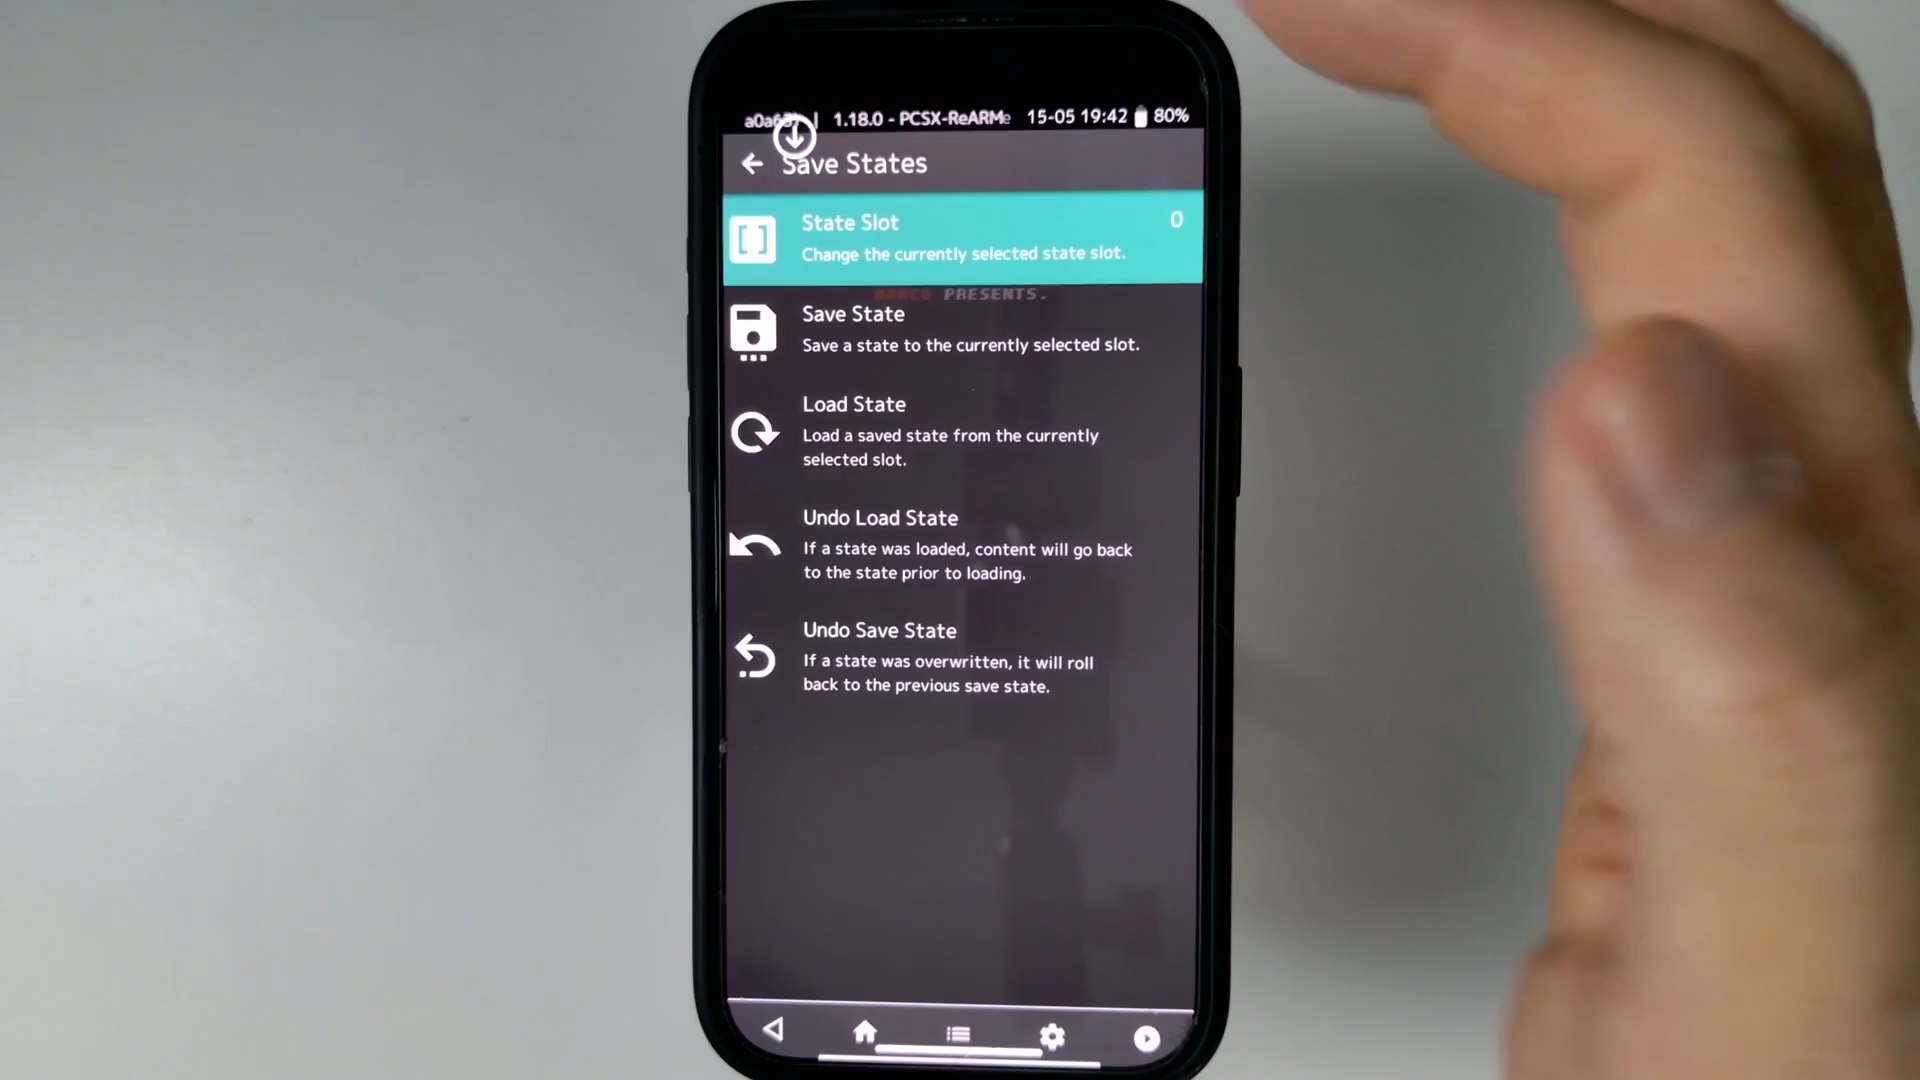 1.18.0 - PCSX-ReARMe 15-05 19:42 80%
Save States
State Slot 0
Change the currently selected state slot.
NAMCO PRESENTS.
Save State
Save a state to the currently selected slot.
Load State
Load a saved state from the currently
selected slot.
Undo Load State
If a state was loaded, content will go back
to the state prior to loading.
Undo Save State
If a state was overwritten, it will roll
back to the previous save state.